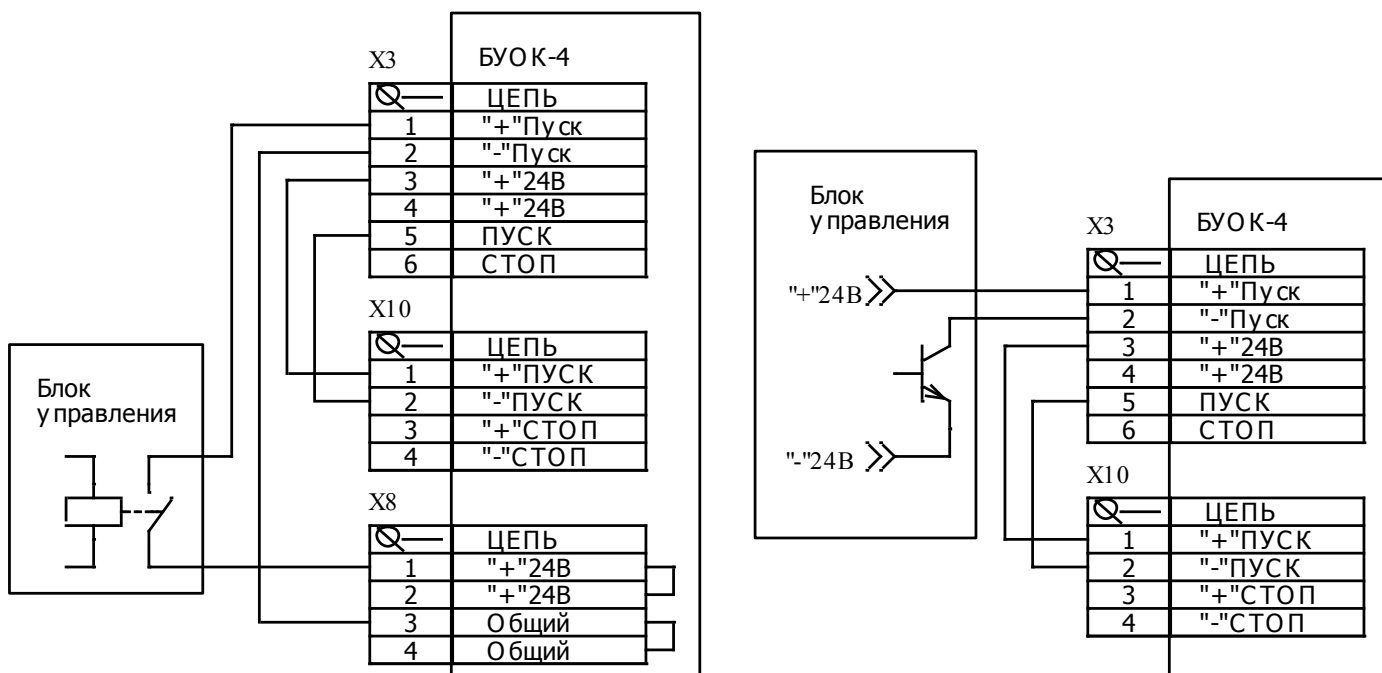 X3
БУОК-4
ЦЕПЬ
1 "+"Пуск
2 "-"Пуск
3 "+"24В
4 "+"24В
5 ПУСК
6 СТОП
X10
ЦЕПЬ
1 "+"ПУСК
2 "-"ПУСК
3 "+"СТОП
4 "-"СТОП
Блок
управления
X8
ЦЕПЬ
1 "+"24В
2 "+"24В
3 Общий
4 Общий
Блок
управления
"+"24В
"-"24В
X3
БУОК-4
ЦЕПЬ
1 "+"Пуск
2 "-"Пуск
3 "+"24В
4 "+"24В
5 ПУСК
6 СТОП
X10
ЦЕПЬ
1 "+"ПУСК
2 "-"ПУСК
3 "+"СТОП
4 "-"СТОП